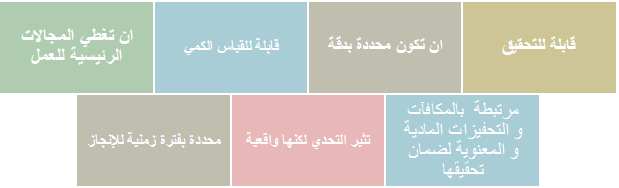 قابلة للتحقيق
ان تكون محددة بدقة
قابلة للقياس الكمي
ان تغطي المجالات
الرئيسية للعمل
مرتبطة بالمكافآت
و التحفيزات المادية
و المعنوية لضمان
تحقيقها
تثير التحدي لكنها واقعية
محددة بفترة زمنية للإنجاز